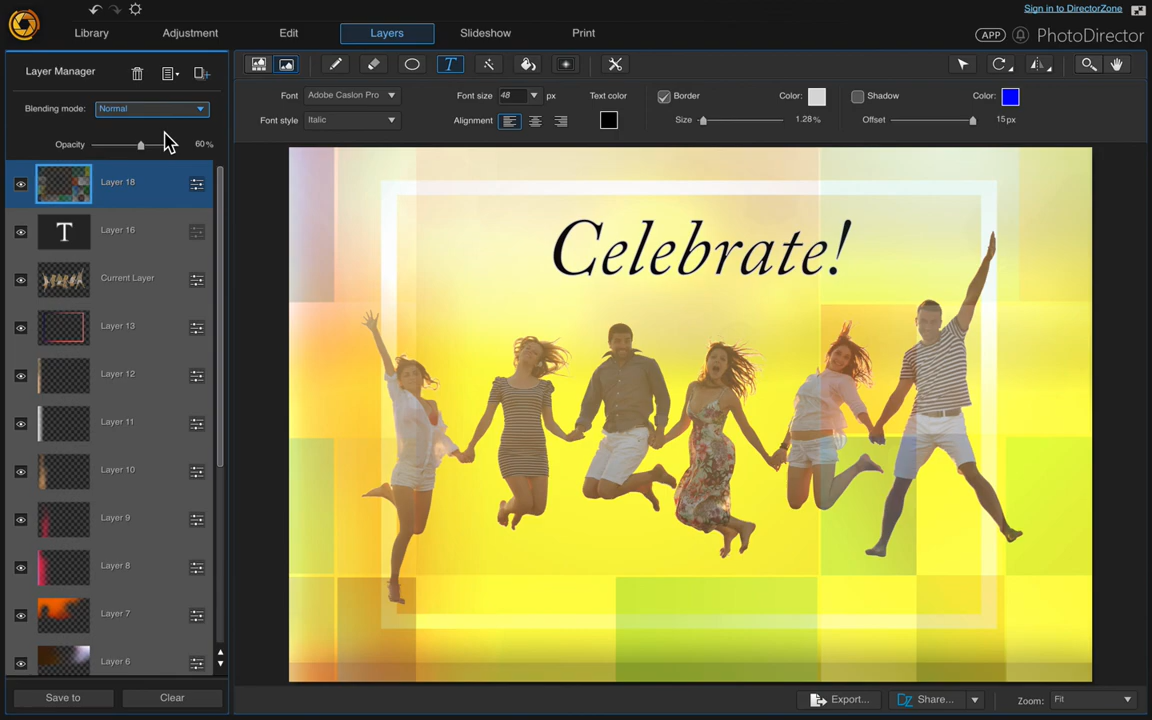 Sign in to DirectorZone
Library Adjustment Edit Layers Slideshow Print
APP PhotoDirector
Layer Manager
Font Adobe Caslon Pro Font size 48 px Text color Border Color: Shadow Color:
Blending mode: Normal
Font style Italic Alignment Size 1.28% Offset 15px
Opacity 60%
Layer 18
T Layer 16
Current Layer
Layer 13
Layer 12
Layer 11
Layer 10
Layer 9
Layer 8
Layer 7
Layer 6
Celebrate!
Save to Clear
Export... Share... Zoom: Fit